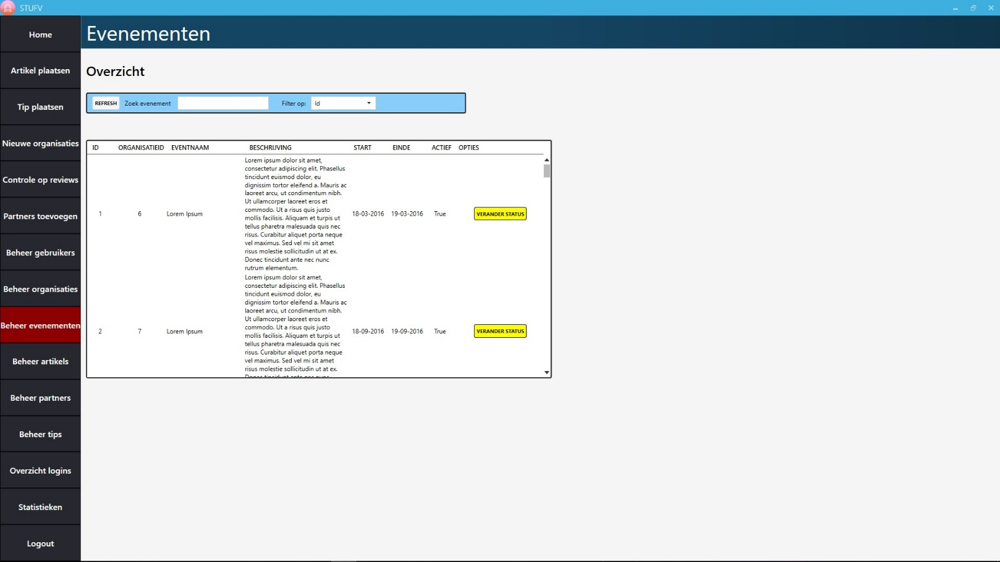 STUFV
Home
Artikel plaatsen
Tip plaatsen
Nieuwe organisaties
Controle op reviews
Partners toevoegen
Beheer gebruikers
Beheer organisaties
Beheer evenementen
Beheer artikels
Beheer partners
Beheer tips
Overzicht logins
Statistieken
Logout
Evenementen
Overzicht
REFRESH Zoek evenement Filter op: Id
ID ORGANISATIEID EVENTNAAM BESCHRIJVING START EINDE ACTIEF OPTIES
Lorem ipsum dolor sit amet,
consectetur adipiscing elit. Phasellus
tincidunt euismod dolor, eu
dignissim tortor eleifend a. Mauris ac
laoreet arcu, ut condimentum nibh.
Ut ullamcorper laoreet eros et
commodo. Ut a risus quis justo
1 6 Lorem Ipsum mollis facilisis. Aliquam et turpis ut 18-03-2016 19-03-2016 True VERANDER STATUS
tellus pharetra malesuada quis nec
risus. Curabitur aliquet porta neque
vel maximus. Sed vel mi sit amet
risus molestie sollicitudin ut at ex.
Donec tincidunt ante nec nunc
rutrum elementum.
Lorem ipsum dolor sit amet,
consectetur adipiscing elit. Phasellus
tincidunt euismod dolor, eu
dignissim tortor eleifend a. Mauris ac
laoreet arcu, ut condimentum nibh.
Ut ullamcorper laoreet eros et
commodo. Ut a risus quis justo
2 7 Lorem Ipsum mollis facilisis. Aliquam et turpis ut 18-09-2016 19-09-2016 True VERANDER STATUS
tellus pharetra malesuada quis nec
risus. Curabitur aliquet porta neque
vel maximus. Sed vel mi sit amet
risus molestie sollicitudin ut at ex.
Donec tincidunt ante nec nunc